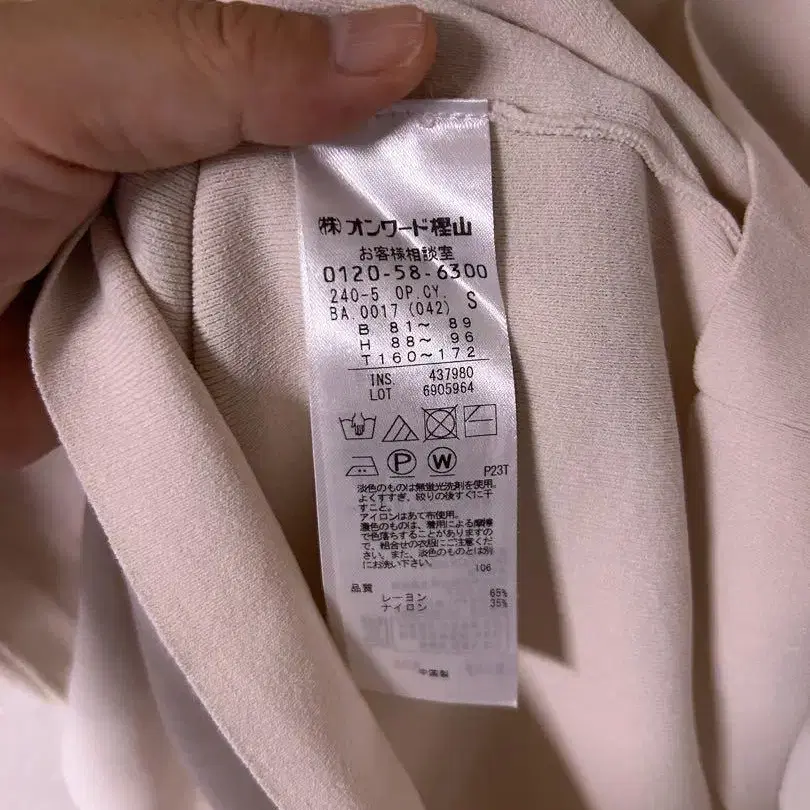 ㈱オンワード樫山
お客様相談室
0120-58-6300
240-5 OP.CY.
BA.0017 (042) S
B 81〜 89
H 88〜 96
T160〜172
INS. 437980
LOT 6905964
P W
P23T
淡色のものは無蛍光洗剤を使用。
よくすすぎ、絞りの後すぐに干
すこと。
アイロンはあて布使用。
濃色のものは、着用による摩擦
で色落ちすることがありますの
で、組合せの衣服にご注意くだ
さい。また、淡色のものとは別
にお洗い下さい。
106
品質
レーヨン 65%
ナイロン 35%